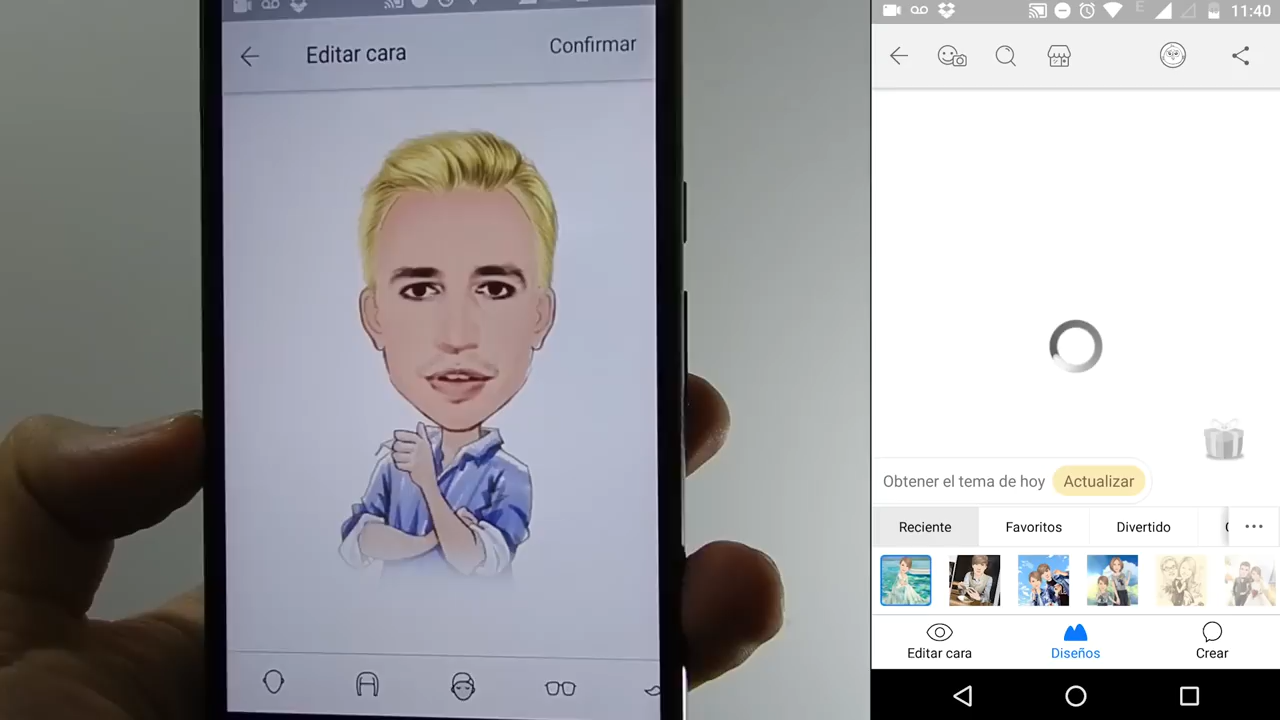 Editar cara
Confirmar
E
11:40
Obtener el tema de hoy
Actualizar
Reciente
Favoritos
Divertido
Editar cara
Diseños
Crear